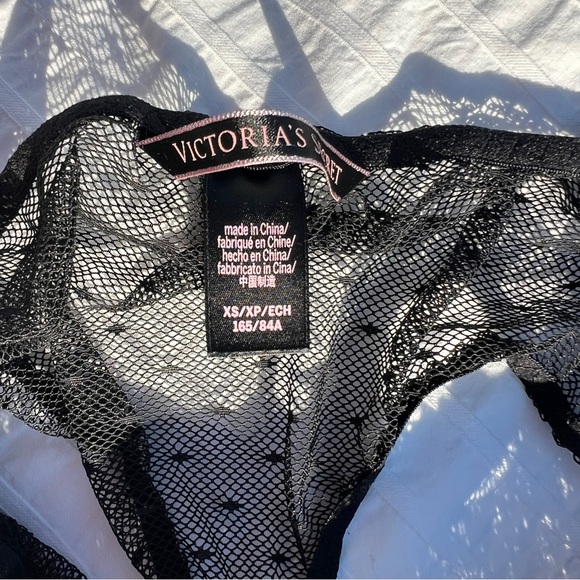 VICTORIA'S SECRET
made in China/
fabriqué en Chine/
hecho en China/
fabbricato in Cina/
中國制造
XS/XP/ECH
165/84A